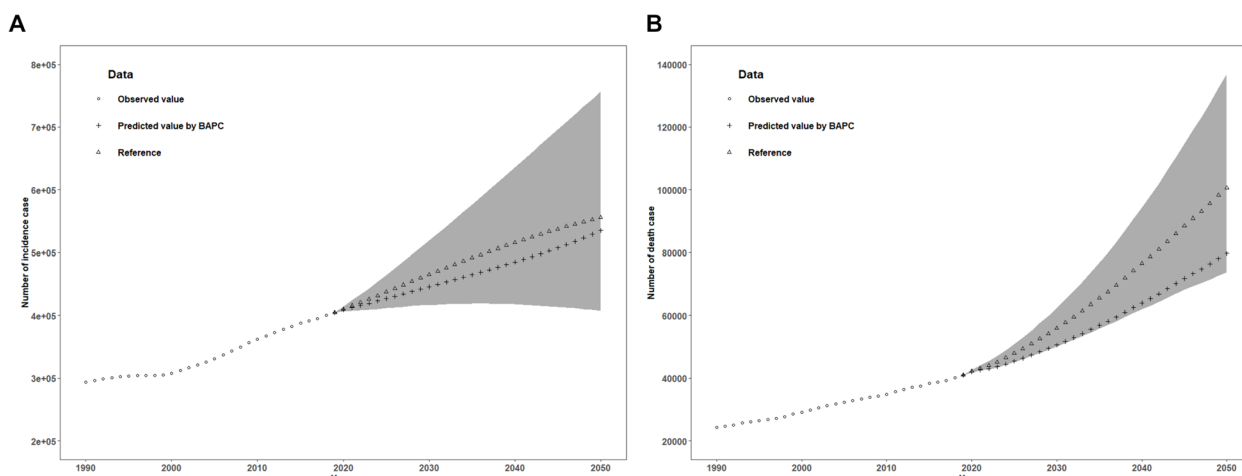 A
Data
Observed value
Predicted value by BAPC
Reference
Number of incidence case
8e+05
7e+05
6e+05
5e+05
4e+05
3e+05
2e+05
1990 2000 2010 2020 2030 2040 2050
B
Data
Observed value
Predicted value by BAPC
Reference
Number of death case
140000
120000
100000
80000
60000
40000
20000
1990 2000 2010 2020 2030 2040 2050